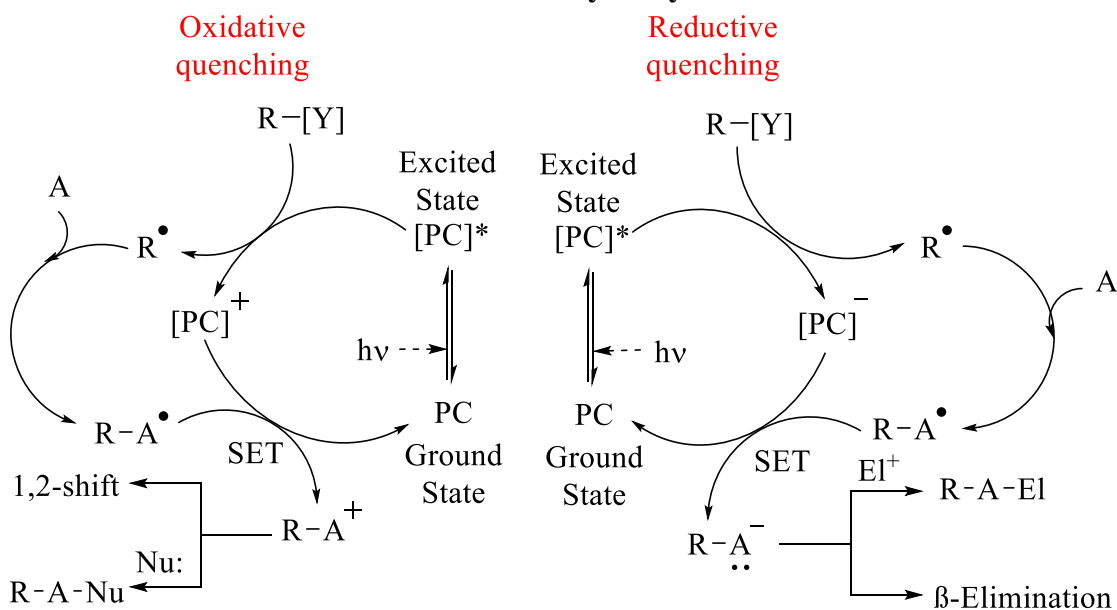 Oxidative
quenching
R-[Y]
Excited
State
[PC]*
A
R•
[PC]+
hν
R-A•
SET
PC
Ground
State
1,2-shift
R-A+
Nu:
R-A-Nu
Reductive
quenching
R-[Y]
Excited
State
[PC]*
R•
A
[PC]−
hν
PC
Ground
State
SET
R-A•
El+
R-A-El
R-A−
••
ß-Elimination